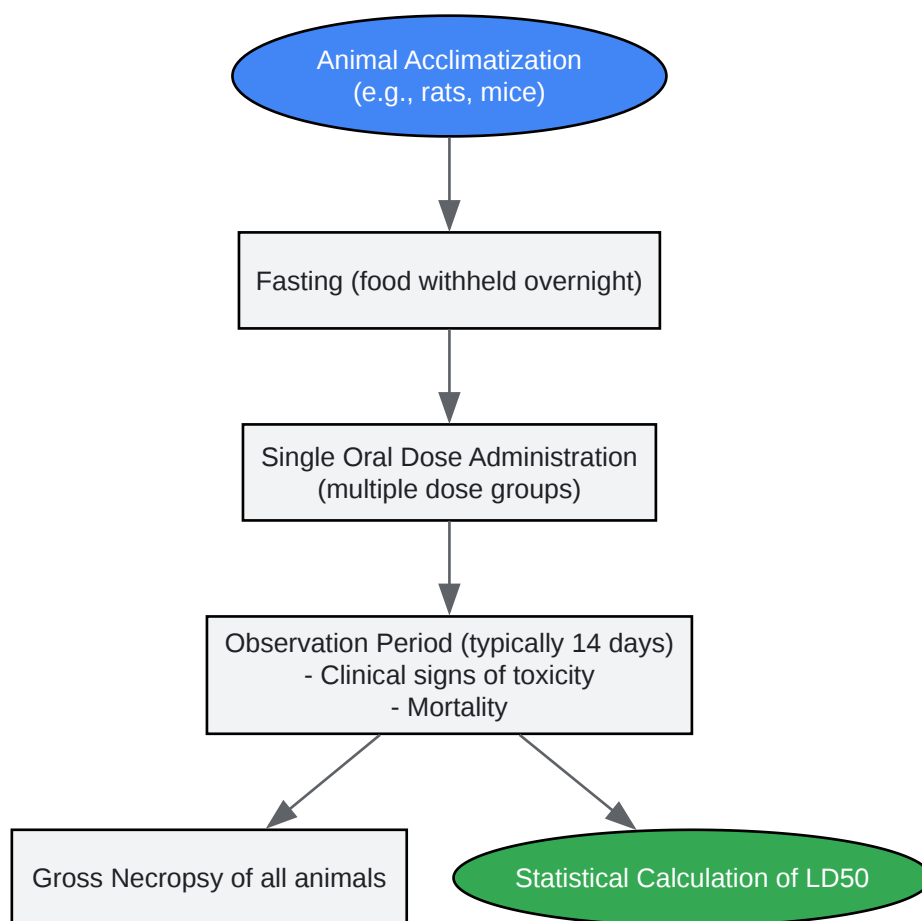 Animal Acclimatization
(e.g., rats, mice)
Fasting (food withheld overnight)
Single Oral Dose Administration
(multiple dose groups)
Observation Period (typically 14 days)
- Clinical signs of toxicity
- Mortality
Gross Necropsy of all animals
Statistical Calculation of LD50